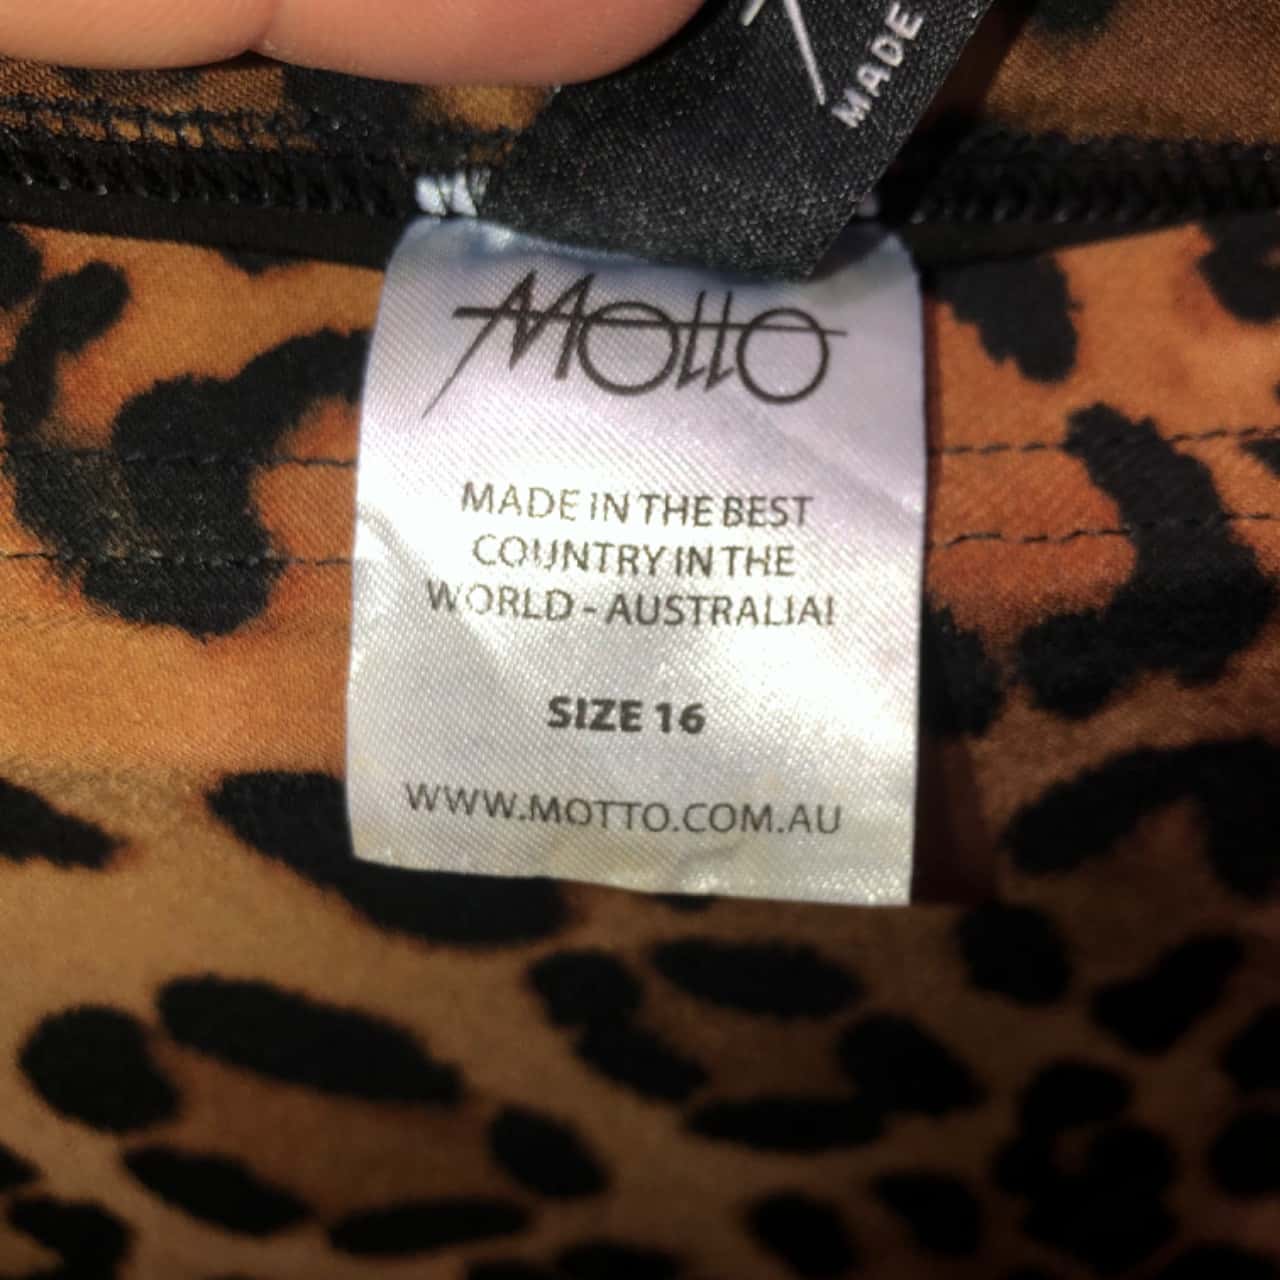 MADE
Motto
MADE IN THE BEST
COUNTRY IN THE
WORLD - AUSTRALIA!
SIZE 16
WWW.MOTTO.COM.AU